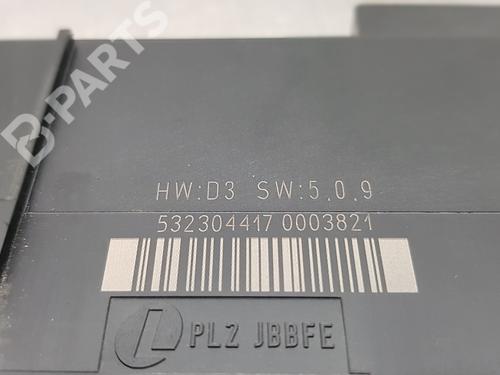 B-PARTS
HW:D3 SW:5.0.9
532304417 0003821
L PL2 JBBFE